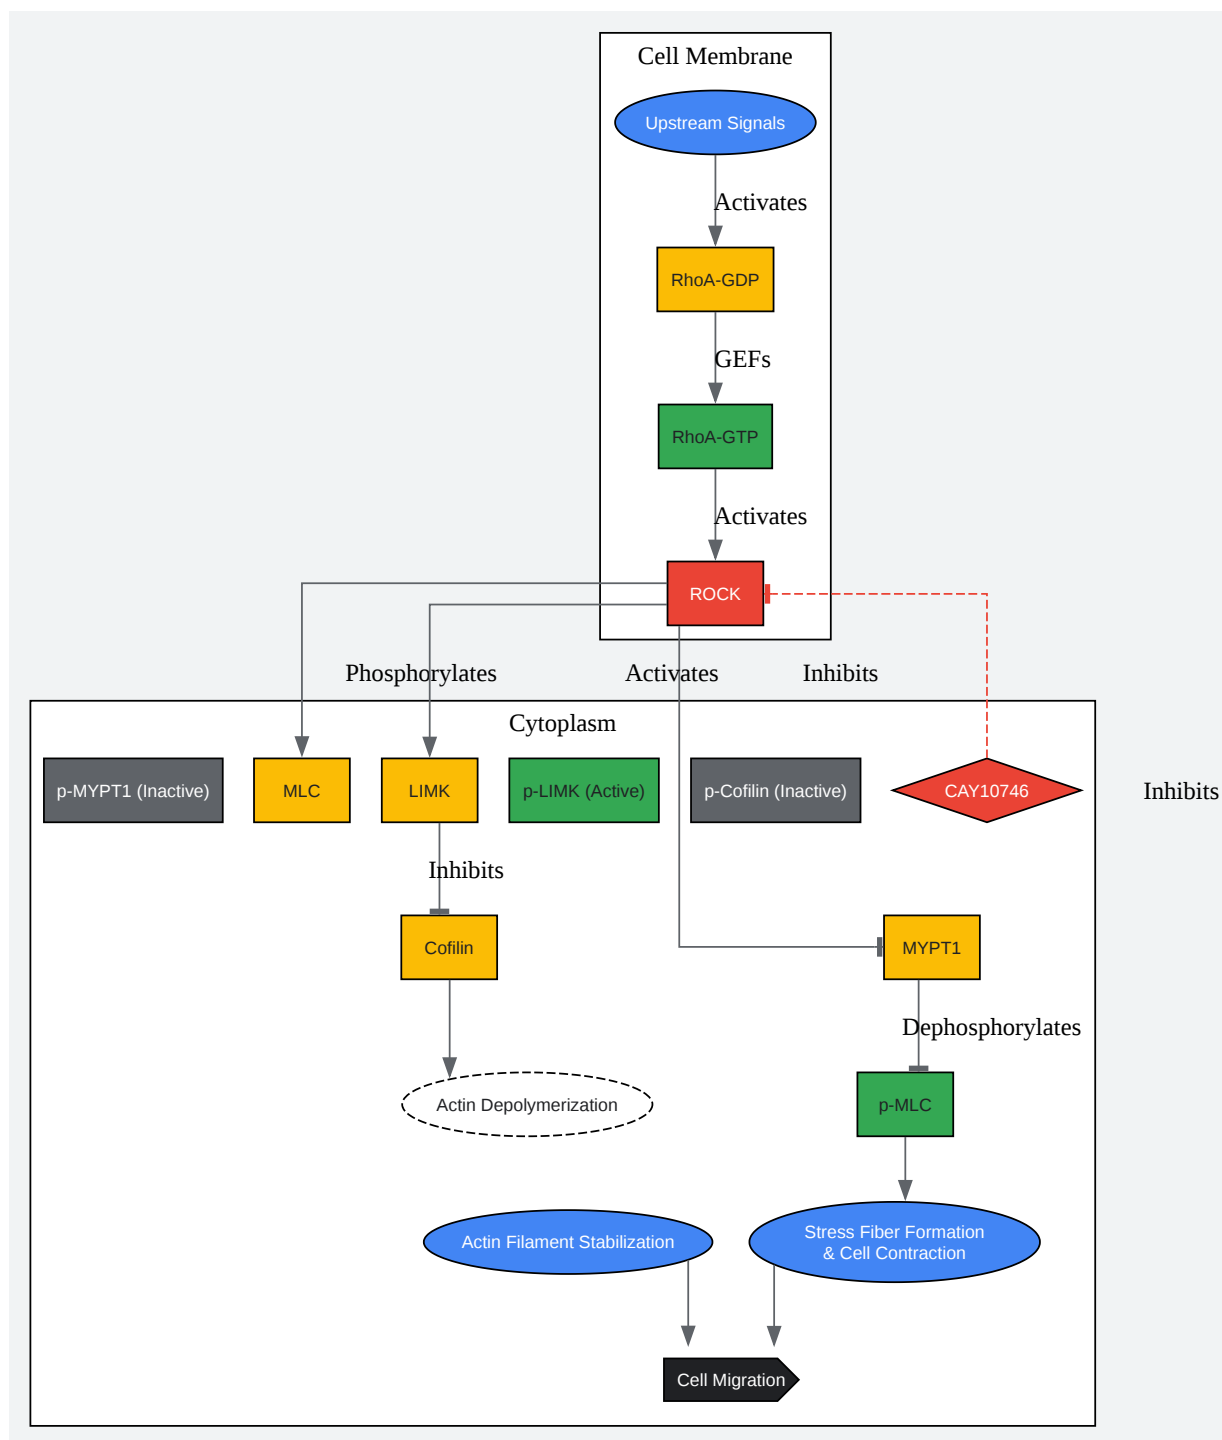 Cell Membrane
Upstream Signals
Activates
RhoA-GDP
GEFs
RhoA-GTP
Activates
ROCK
Phosphorylates
Activates
Inhibits
Cytoplasm
p-MYPT1 (Inactive)
MLC
LIMK
p-LIMK (Active)
p-Cofilin (Inactive)
CAY10746
Inhibits
Inhibits
Cofilin
MYPT1
Dephosphorylates
Actin Depolymerization
p-MLC
Actin Filament Stabilization
Stress Fiber Formation
& Cell Contraction
Cell Migration